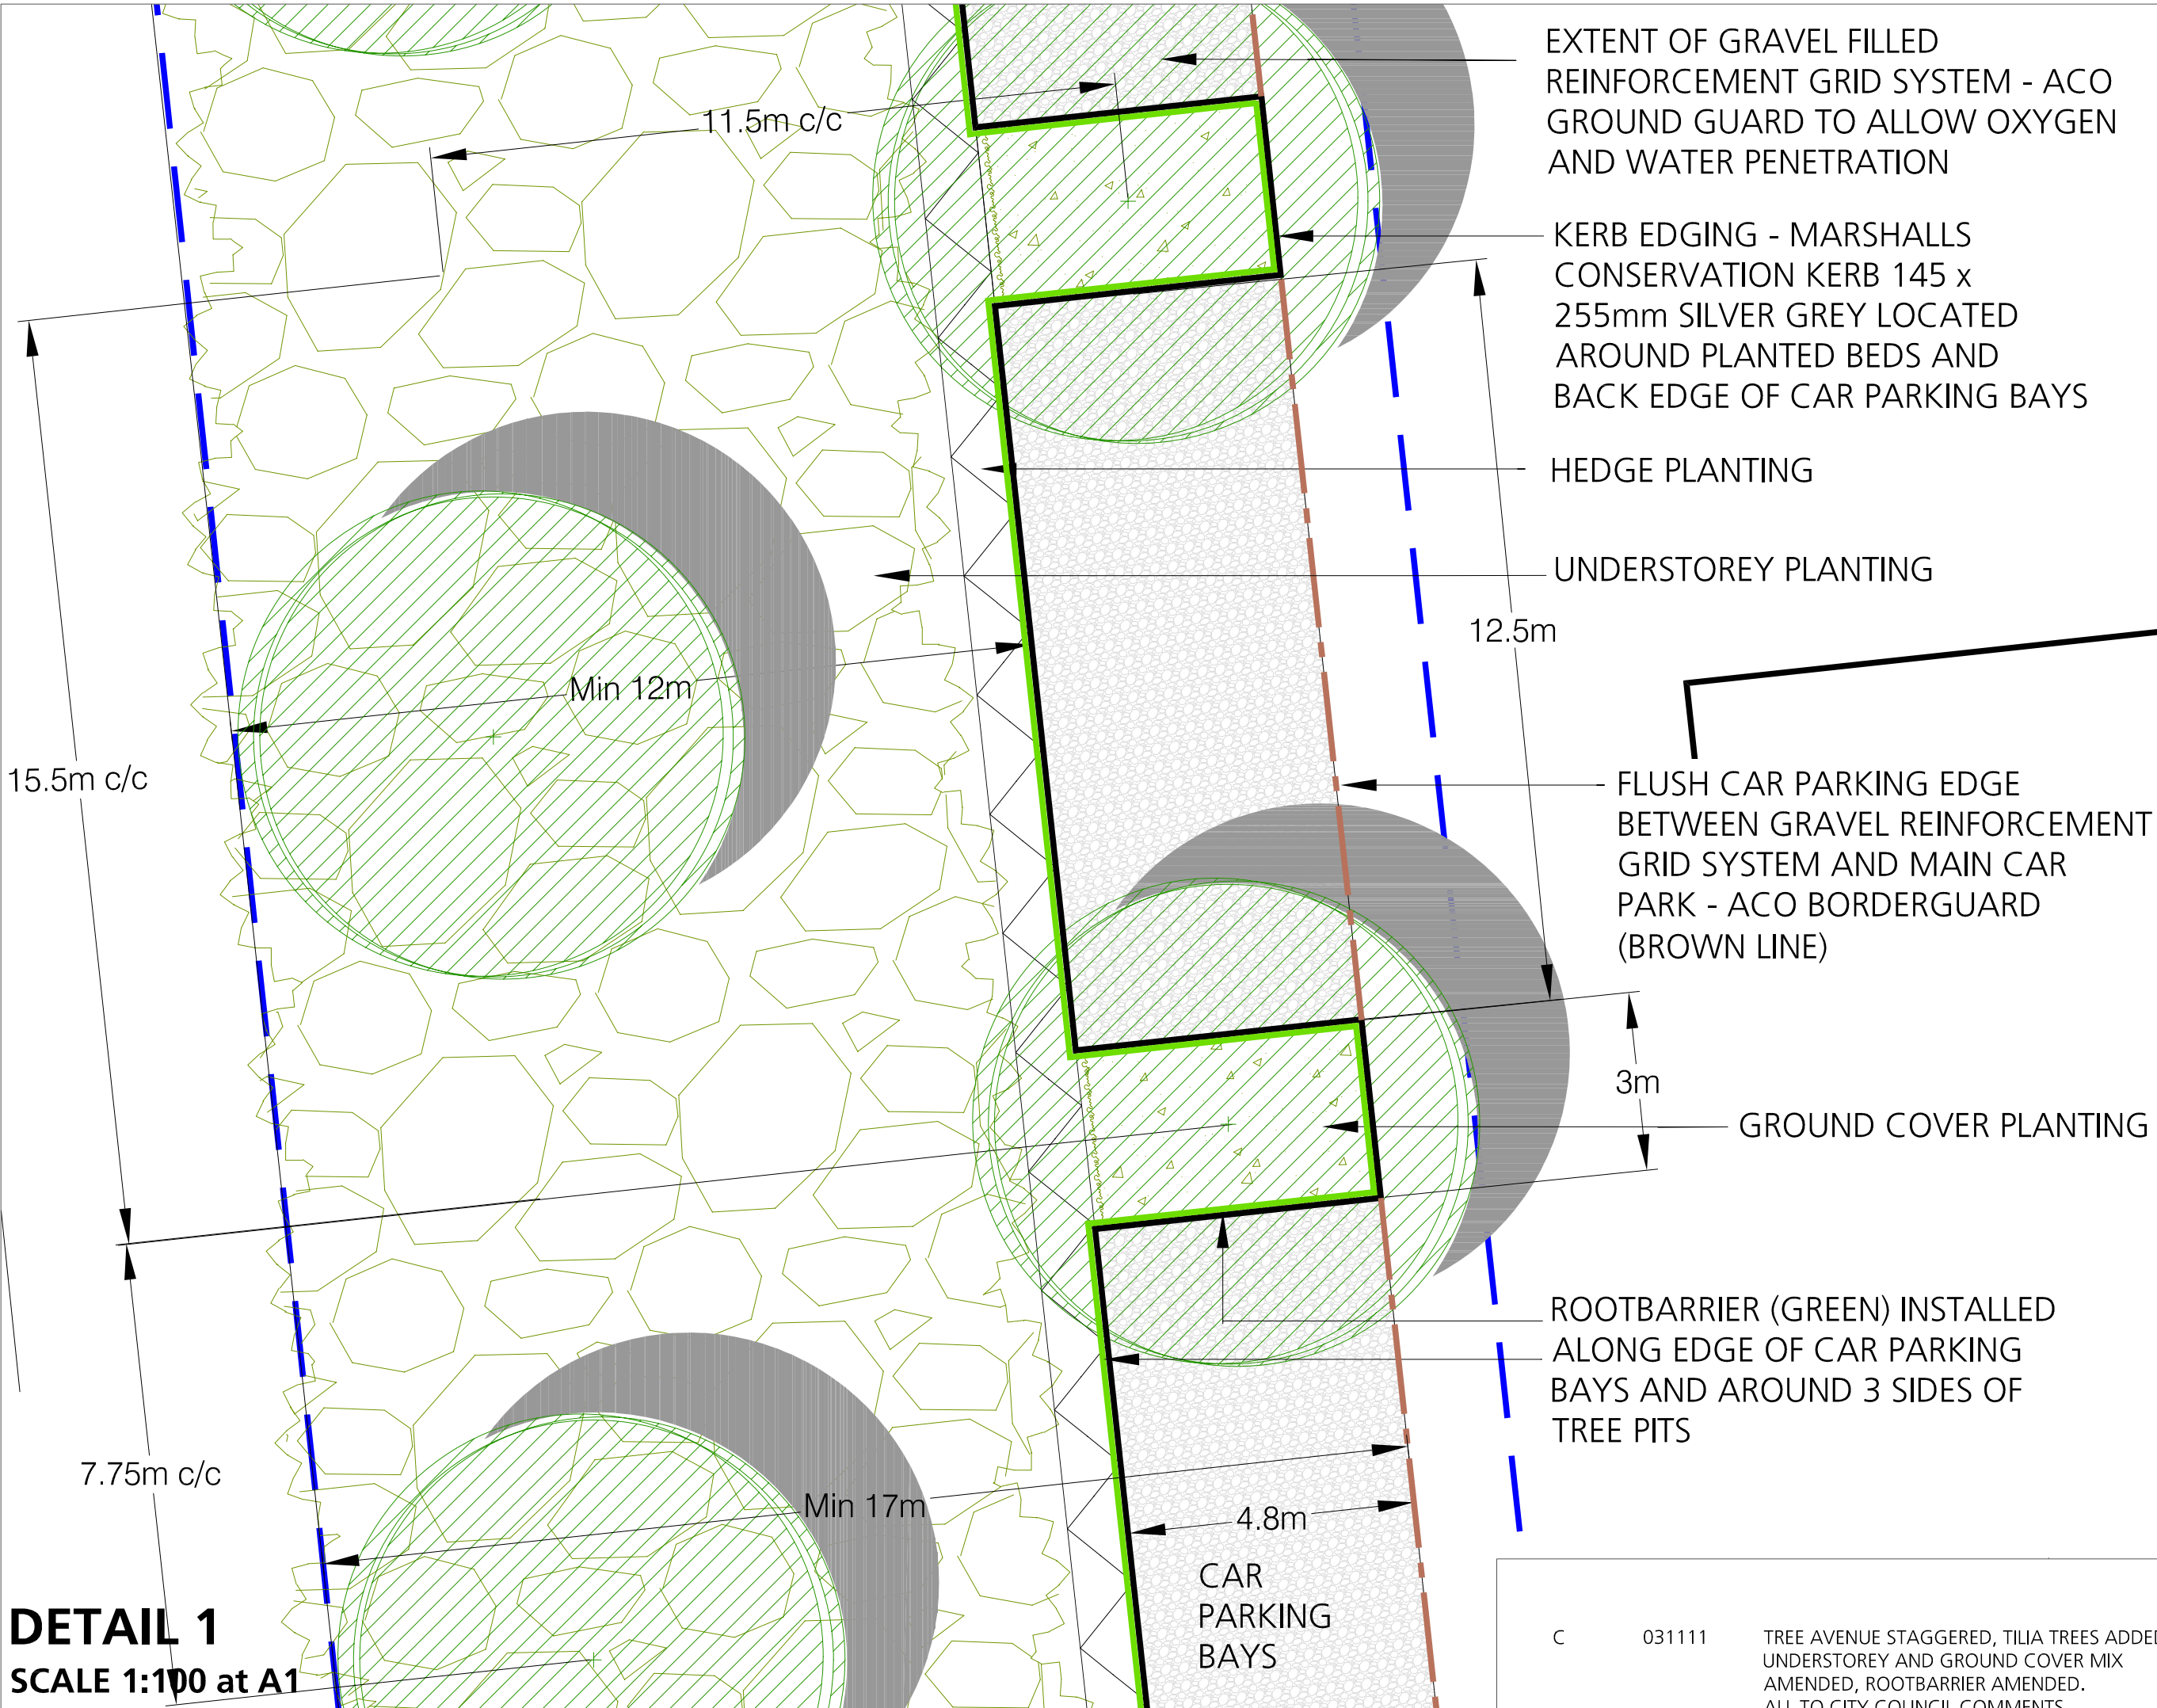 EXTENT OF GRAVEL FILLED
REINFORCEMENT GRID SYSTEM - ACO
GROUND GUARD TO ALLOW OXYGEN
AND WATER PENETRATION
11.5m c/c
KERB EDGING - MARSHALLS
CONSERVATION KERB 145 x
255mm SILVER GREY LOCATED
AROUND PLANTED BEDS AND
BACK EDGE OF CAR PARKING BAYS
HEDGE PLANTING
UNDERSTOREY PLANTING
12.5m
Min 12m
15.5m c/c
FLUSH CAR PARKING EDGE
BETWEEN GRAVEL REINFORCEMENT
GRID SYSTEM AND MAIN CAR
PARK - ACO BORDERGUARD
(BROWN LINE)
3m
GROUND COVER PLANTING
ROOTBARRIER (GREEN) INSTALLED
ALONG EDGE OF CAR PARKING
BAYS AND AROUND 3 SIDES OF
TREE PITS
7.75m c/c
Min 17m
4.8m
CAR
PARKING
BAYS
DETAIL 1
SCALE 1:100 at A1
C 031111 TREE AVENUE STAGGERED, TILIA TREES ADDED
UNDERSTOREY AND GROUND COVER MIX
AMENDED, ROOTBARRIER AMENDED.
ALL TO CITY COUNCIL COMMENTS